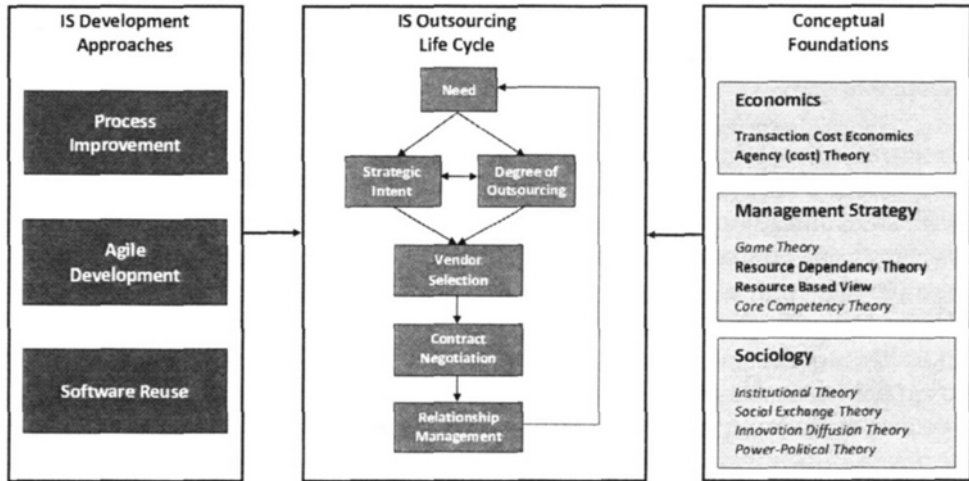 IS Development
Approaches
Process
Improvement
Agile
Development
Software Reuse
IS Outsourcing
Life Cycle
Need
Strategic
Intent
Degree of
Outsourcing
Vendor
Selection
Contract
Negotiation
Relationship
Management
Conceptual
Foundations
Economics
Transaction Cost Economics
Agency (cost) Theory
Management Strategy
Game Theory
Resource Dependency Theory
Resource Based View
Core Competency Theory
Sociology
Institutional Theory
Social Exchange Theory
Innovation Diffusion Theory
Power-Political Theory